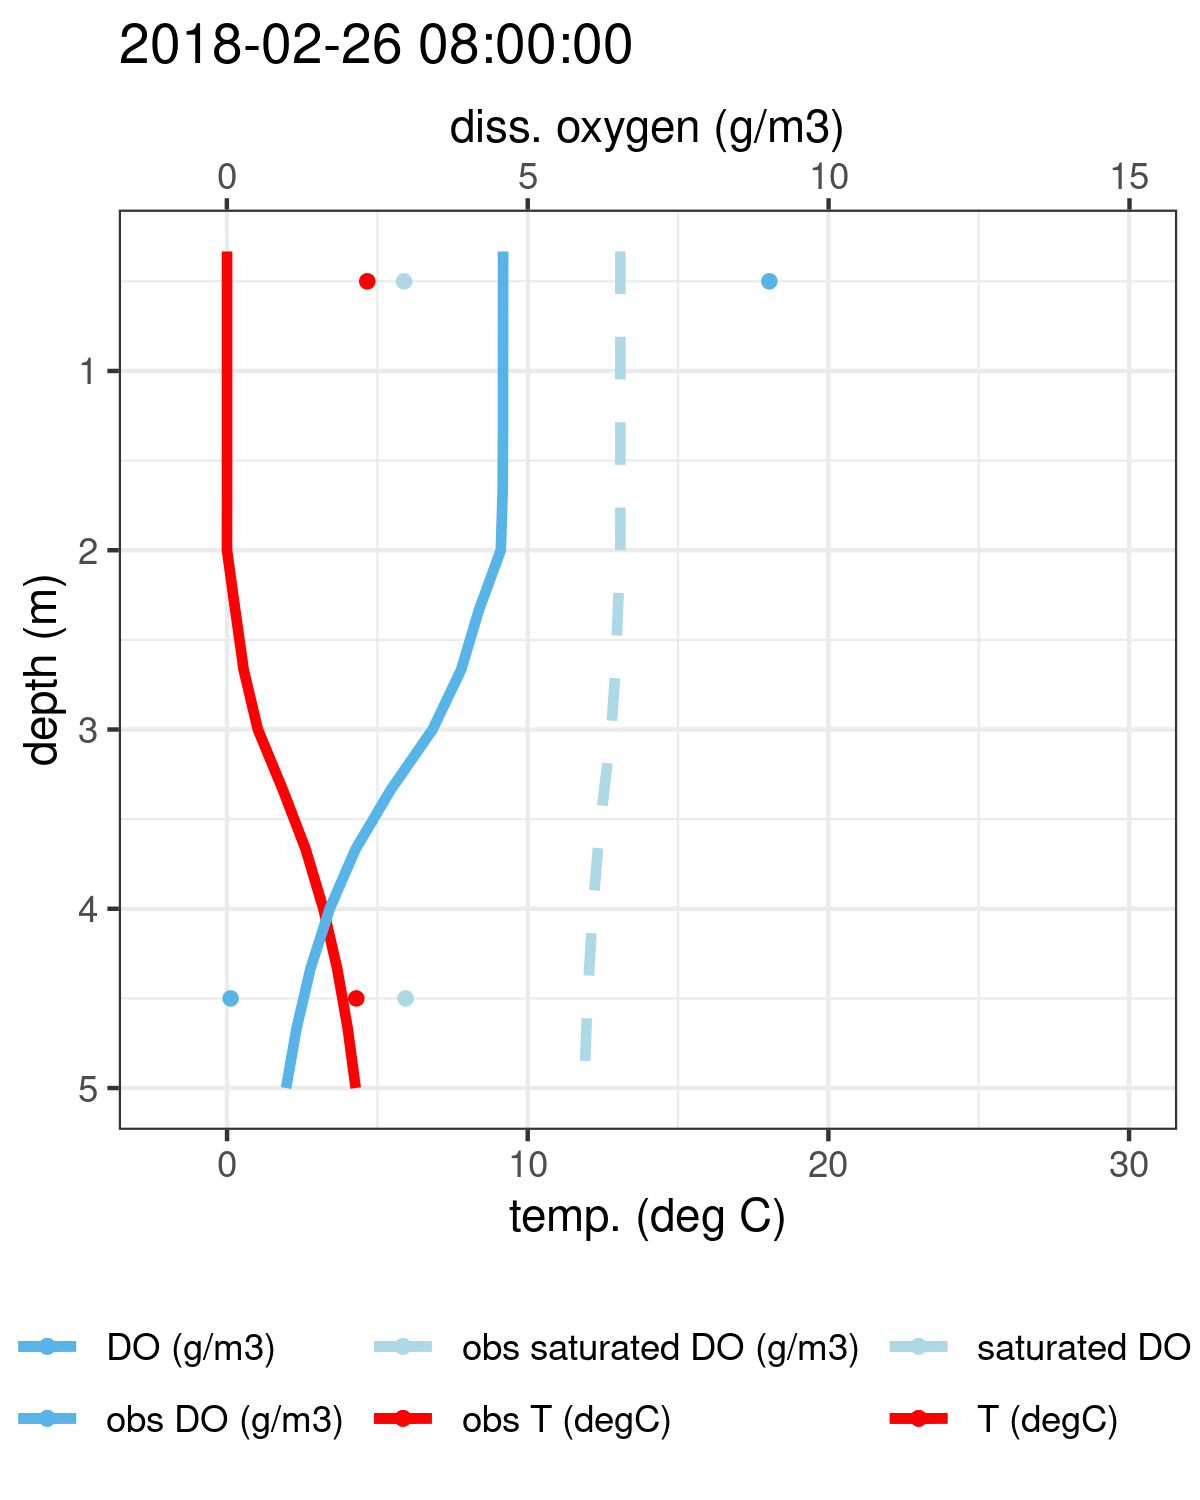 2018-02-26 08:00:00
diss. oxygen (g/m3)
0 5 10 15
depth (m)
1
2
3
4
5
0 10 20 30
temp. (deg C)
DO (g/m3) obs saturated DO (g/m3) saturated DO
obs DO (g/m3) obs T (degC) T (degC)